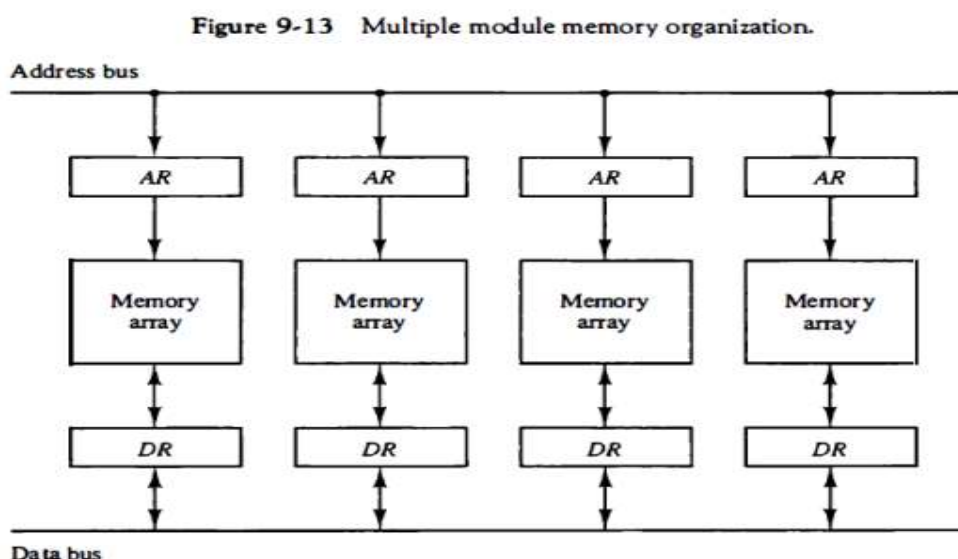 Figure 9-13 Multiple module memory organization.
Address bus
AR AR AR AR
Memory Memory Memory Memory
array array array array
DR DR DR DR
Data bus